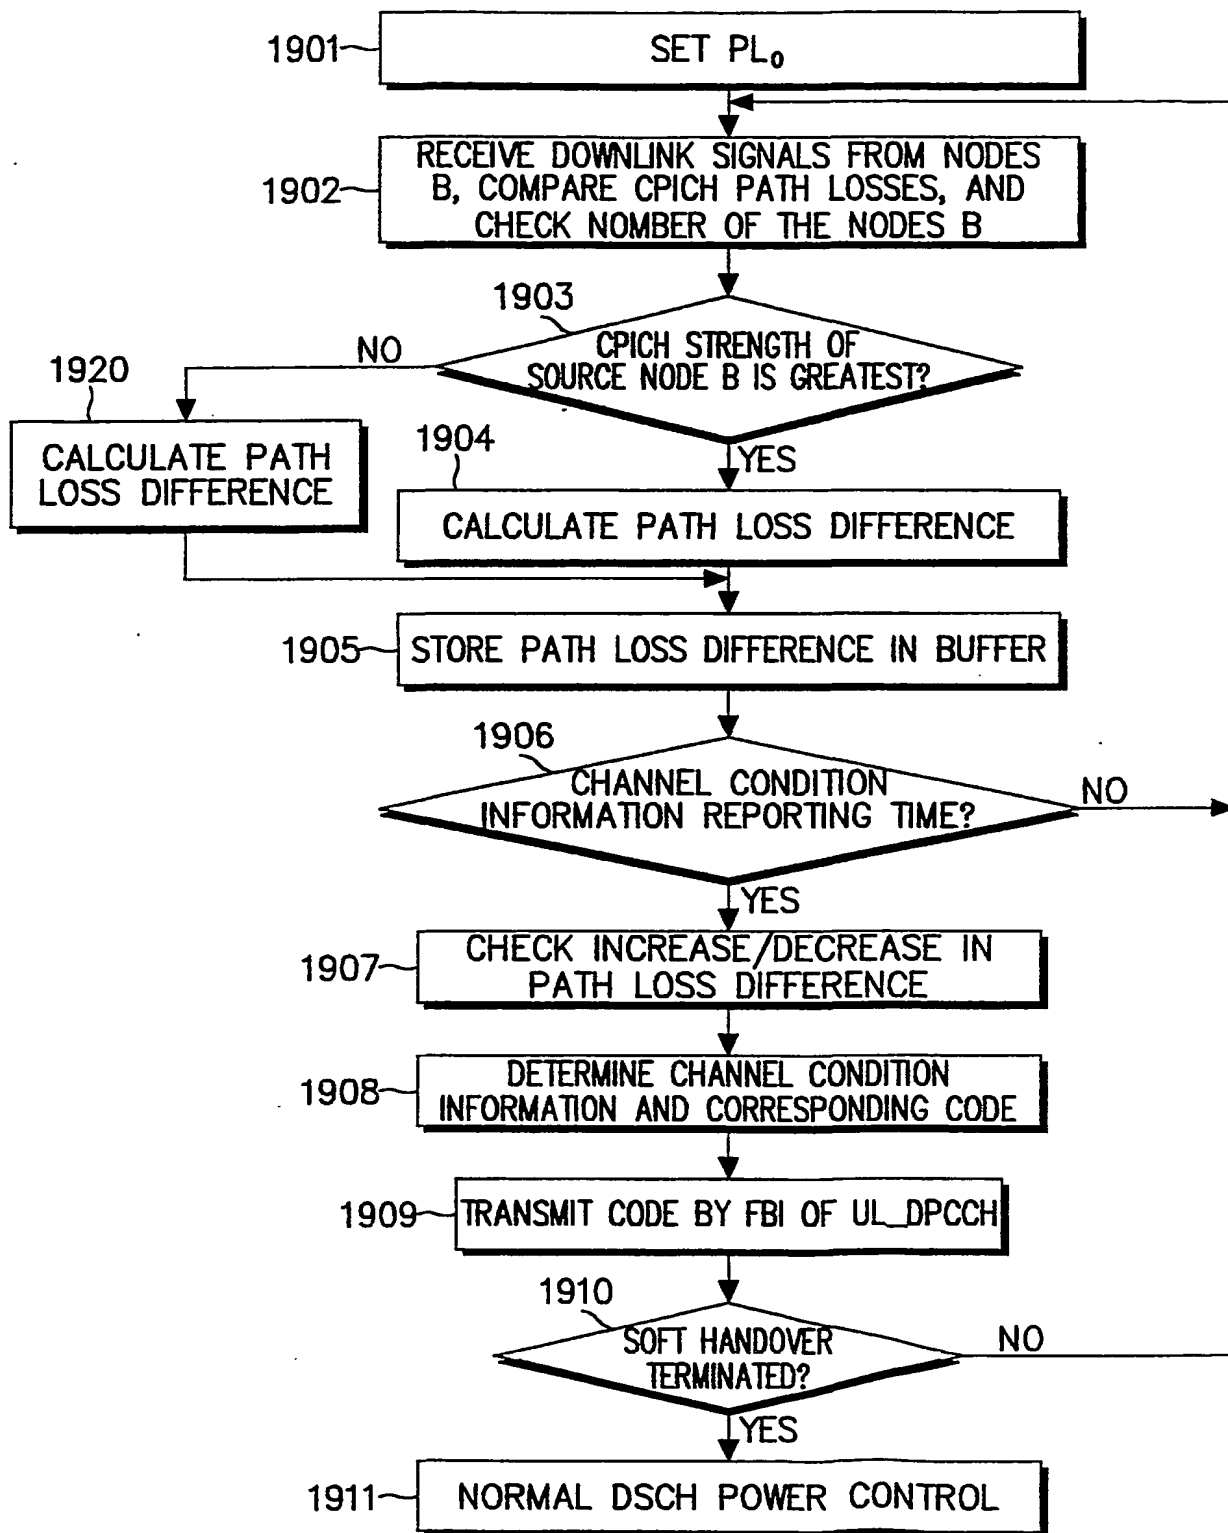 1901
SET PL₀
1902
RECEIVE DOWNLINK SIGNALS FROM NODES
B, COMPARE CPICH PATH LOSSES, AND
CHECK NOMBER OF THE NODES B
1903
CPICH STRENGTH OF
SOURCE NODE B IS GREATEST?
NO
1920
CALCULATE PATH
LOSS DIFFERENCE
YES
1904
CALCULATE PATH LOSS DIFFERENCE
1905
STORE PATH LOSS DIFFERENCE IN BUFFER
1906
CHANNEL CONDITION
INFORMATION REPORTING TIME?
NO
YES
1907
CHECK INCREASE/DECREASE IN
PATH LOSS DIFFERENCE
1908
DETERMINE CHANNEL CONDITION
INFORMATION AND CORRESPONDING CODE
1909
TRANSMIT CODE BY FBI OF UL_DPCCH
1910
SOFT HANDOVER
TERMINATED?
NO
YES
1911
NORMAL DSCH POWER CONTROL